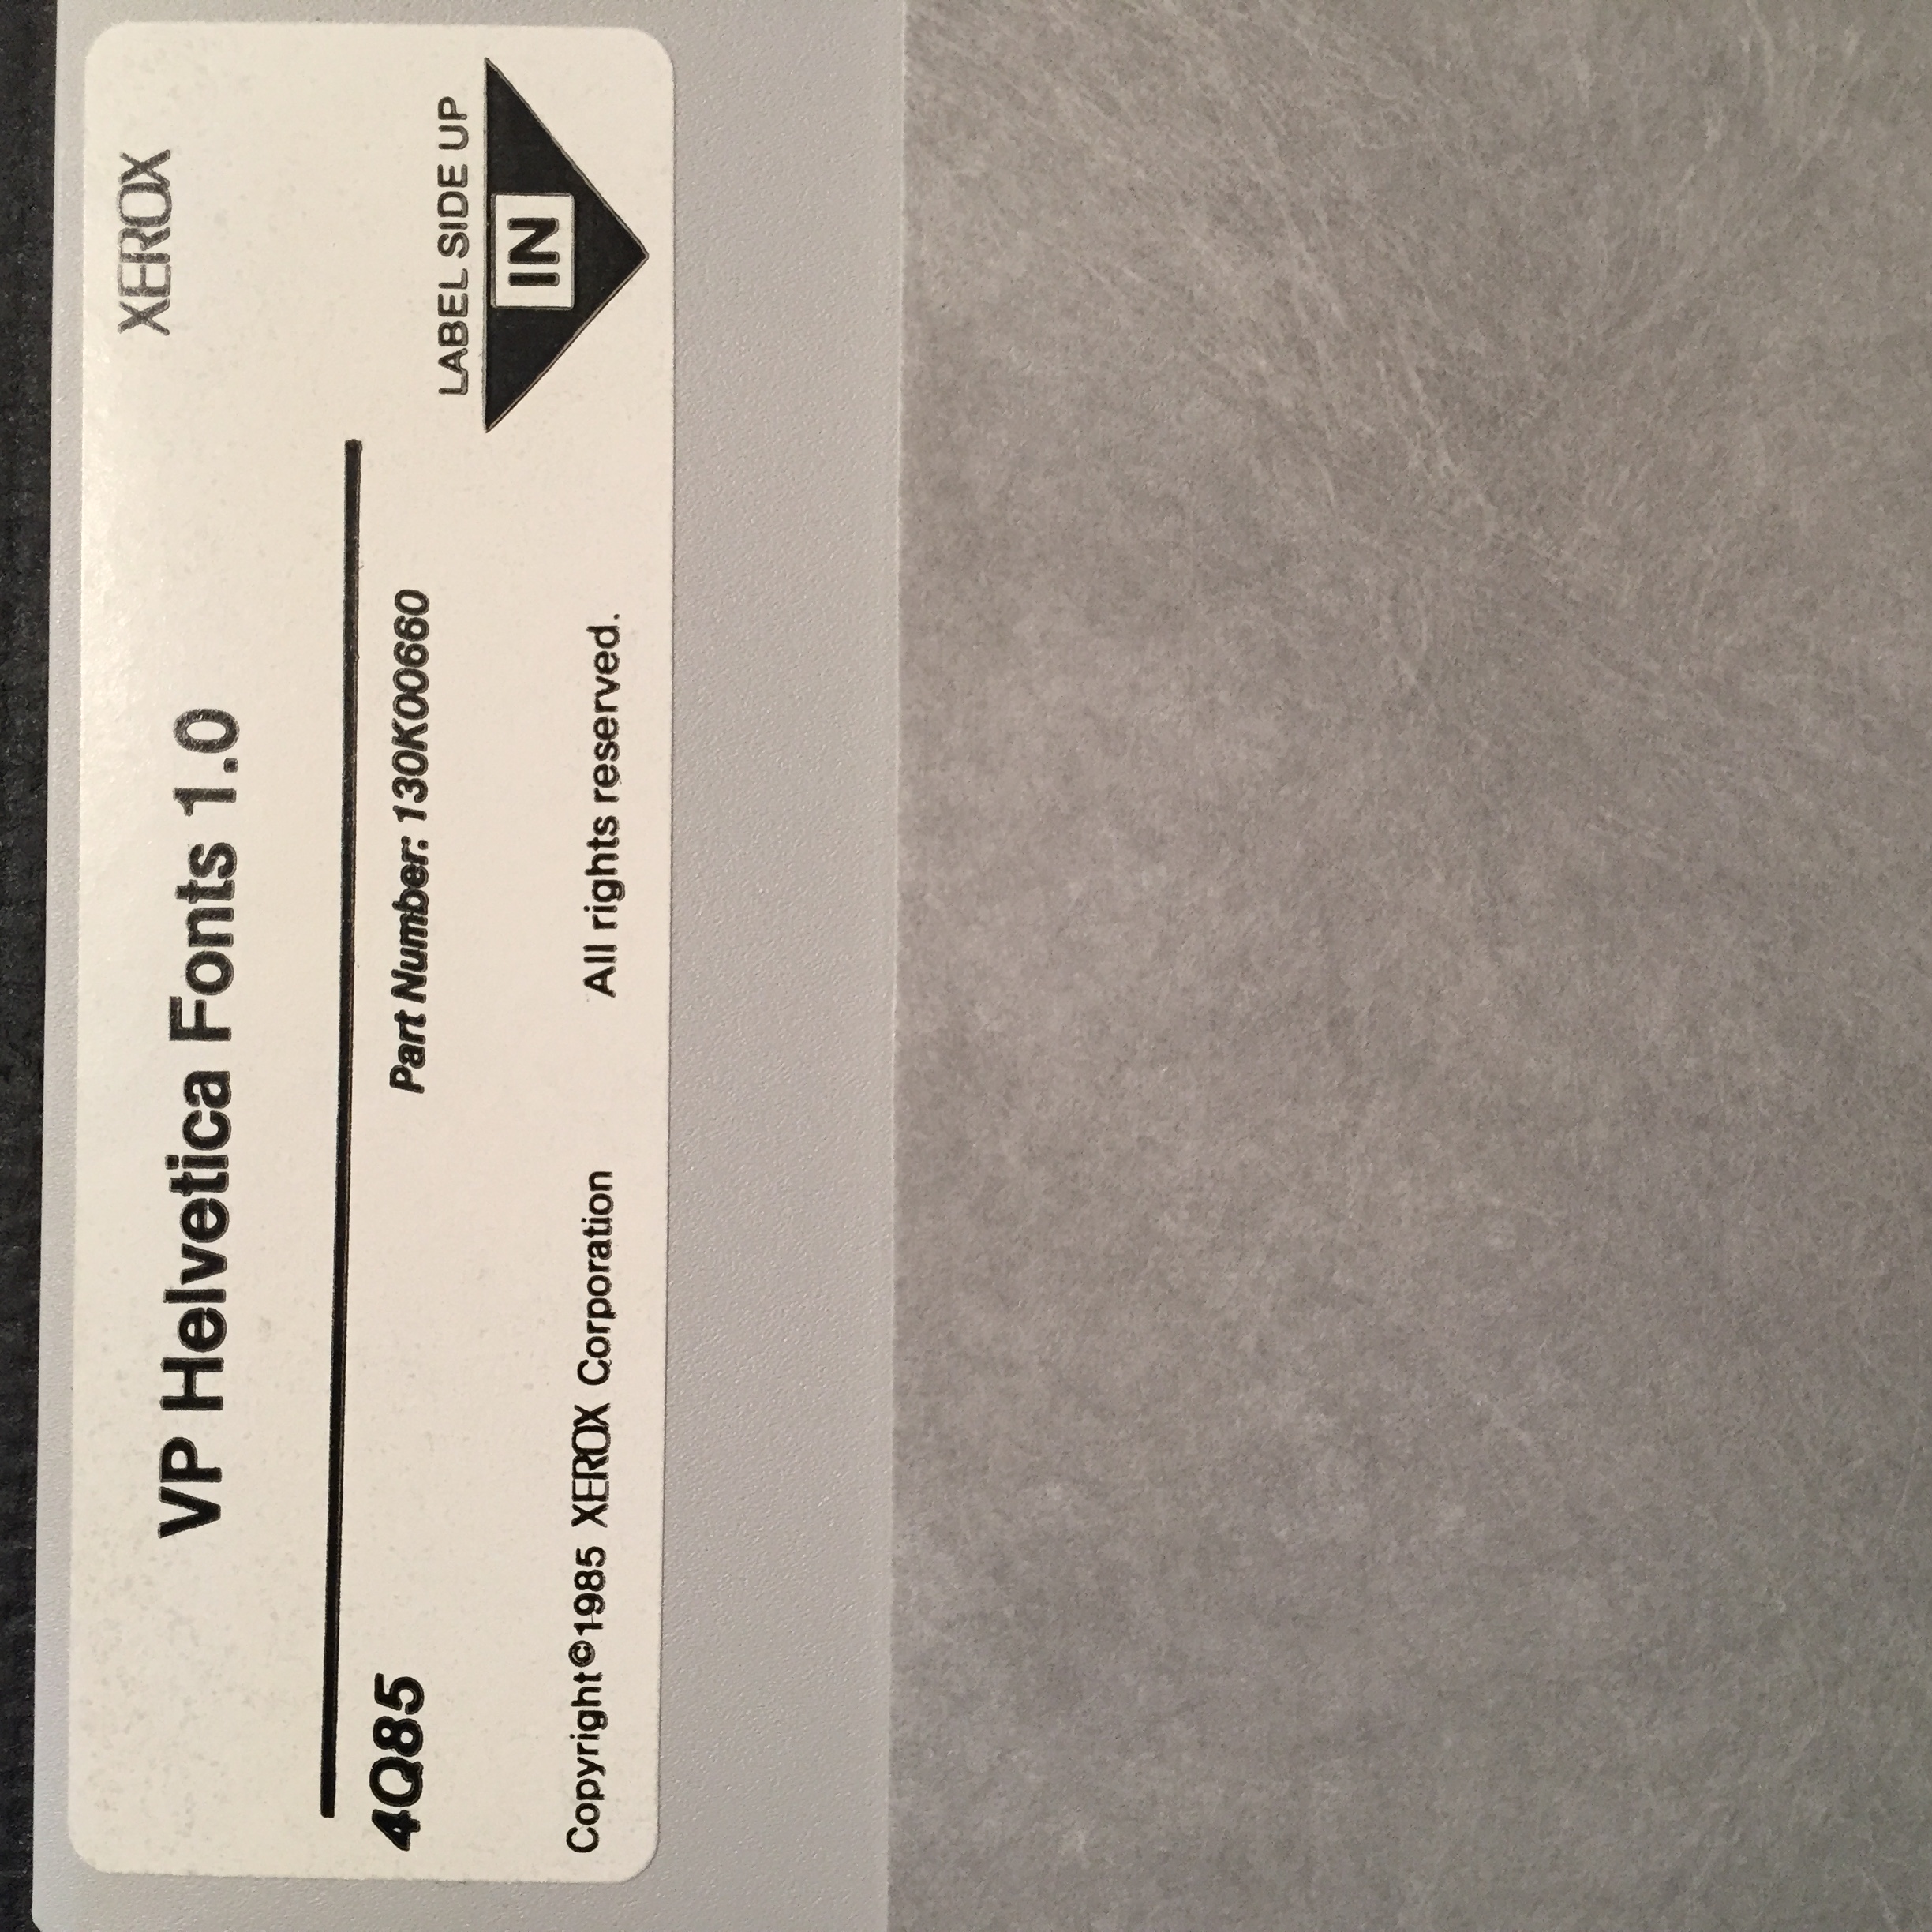 XEROX
VP Helvetica Fonts 1.0
4Q85
Part Number: 130K00660
LABEL SIDE UP
IN
Copyright©1985 XEROX Corporation All rights reserved.